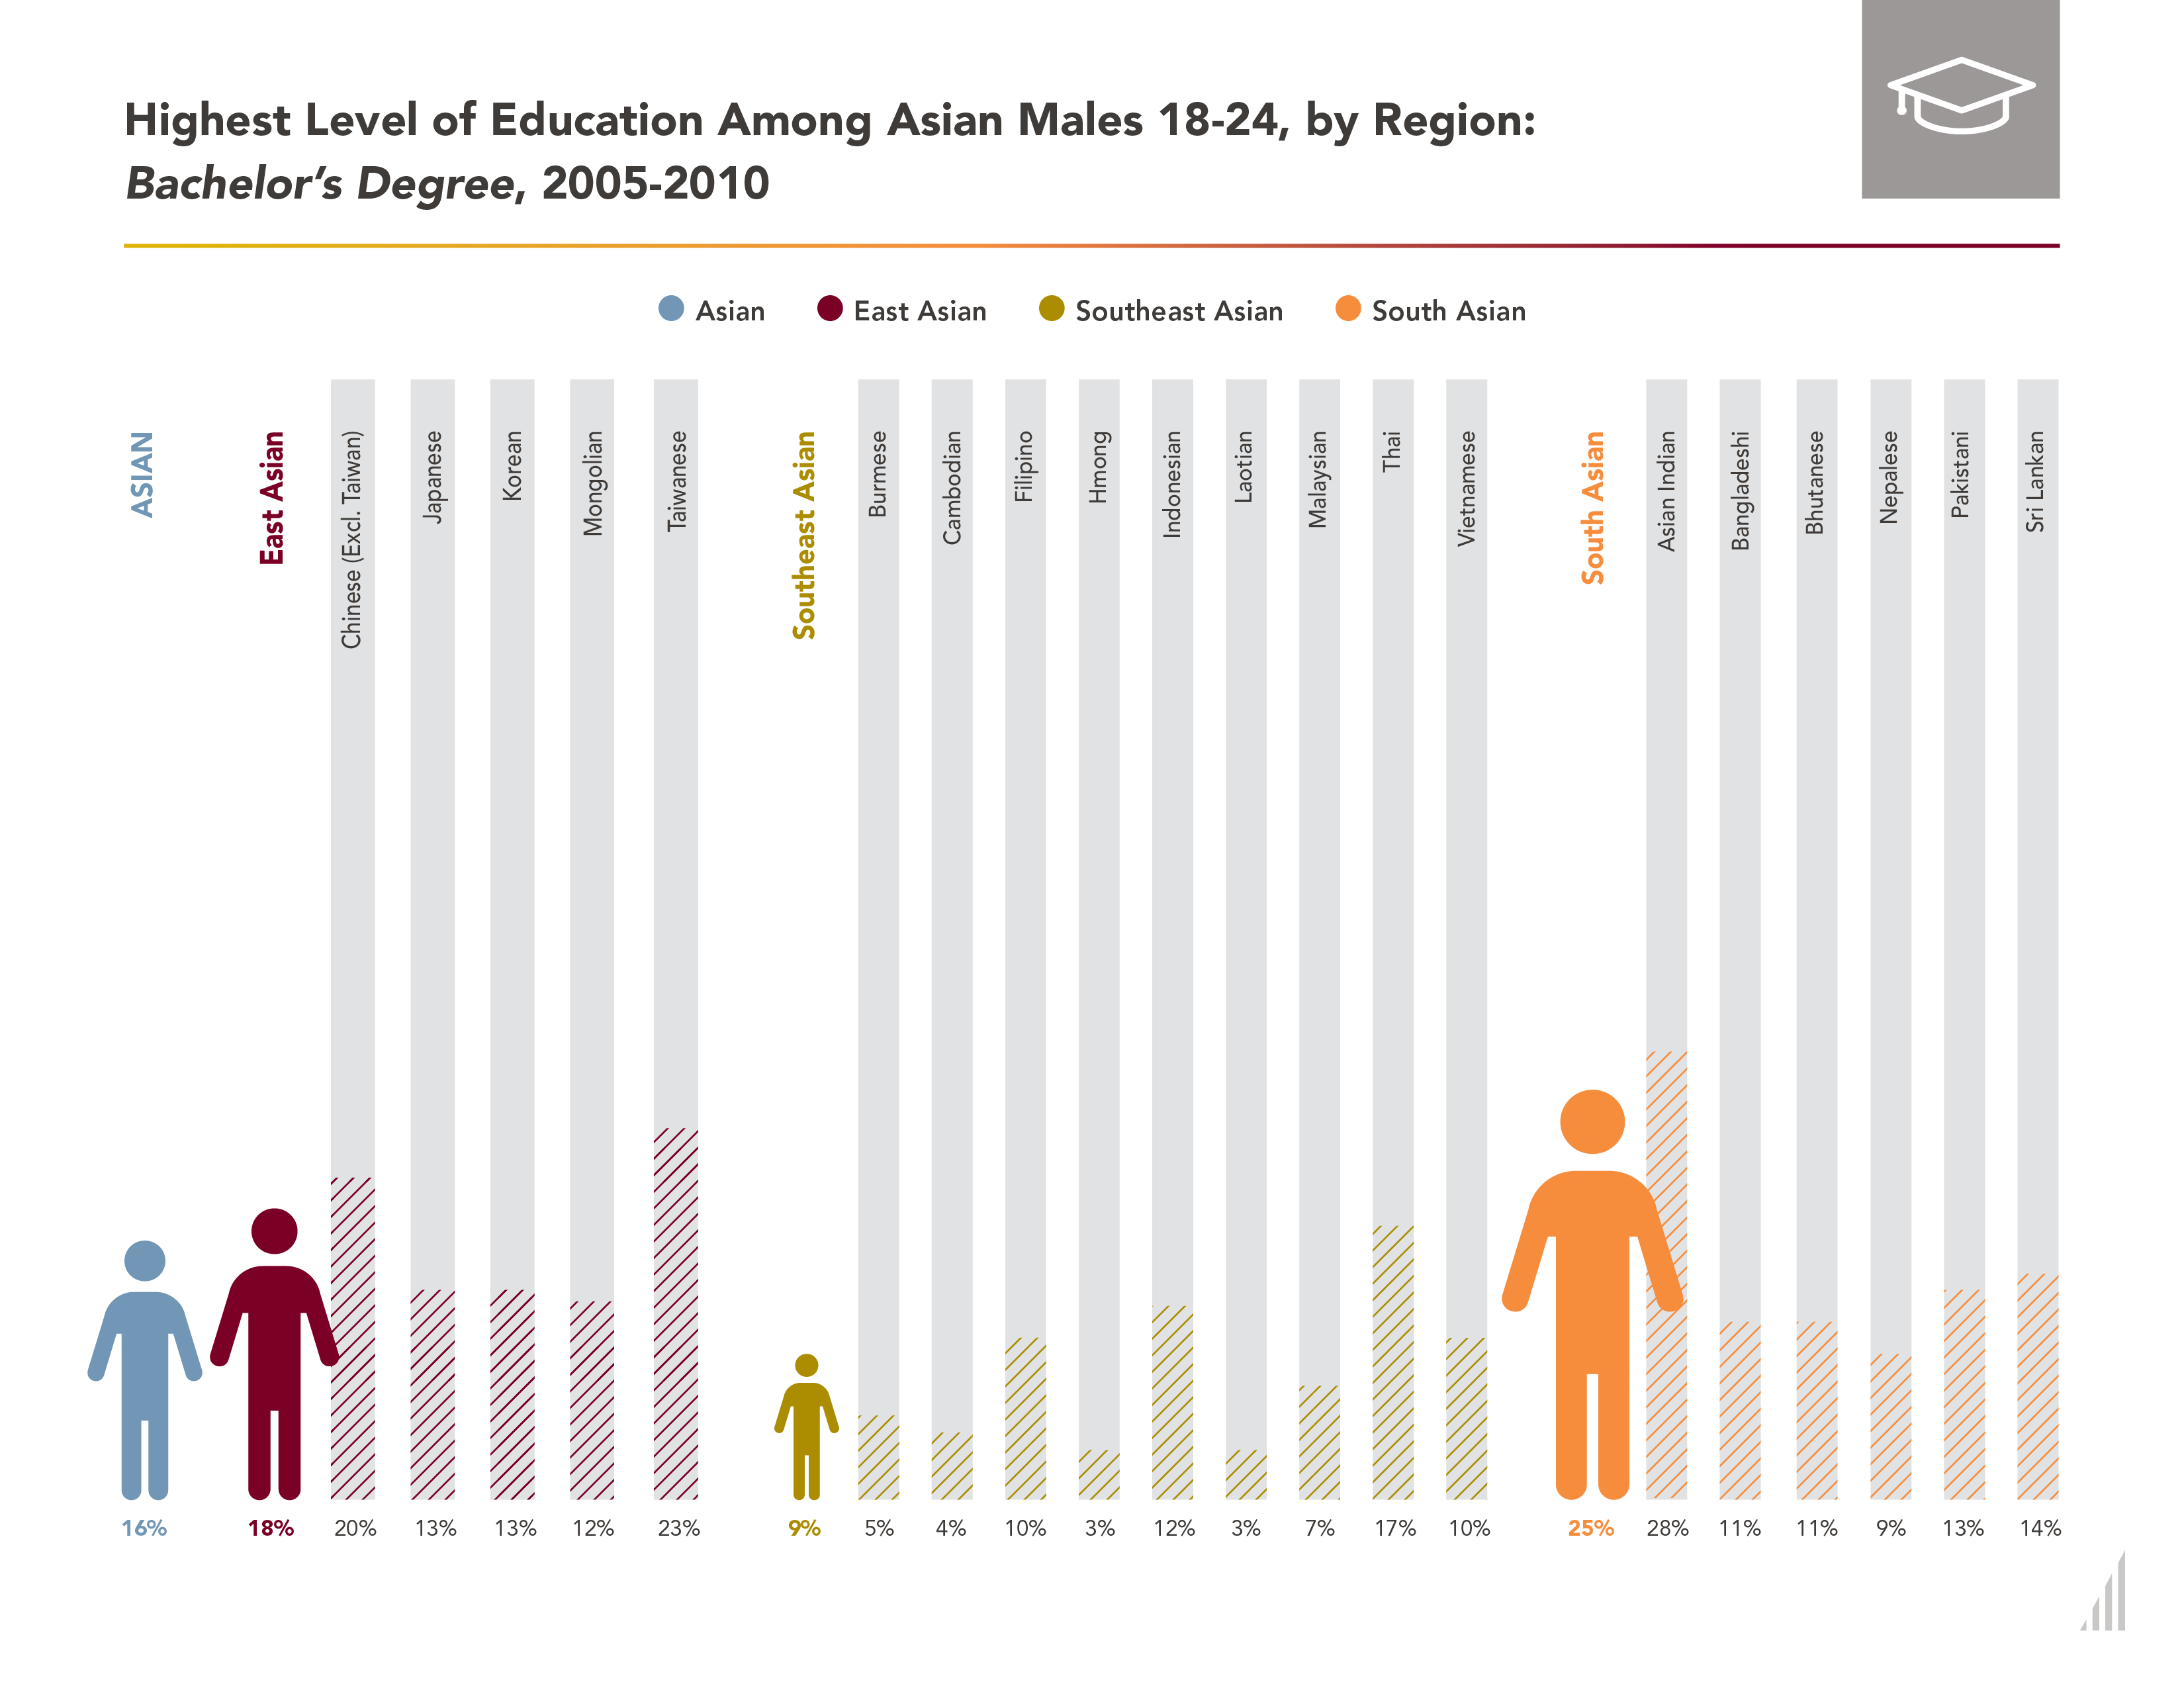 Highest Level of Education Among Asian Males 18-24, by Region:
Bachelor’s Degree, 2005-2010
Asian
East Asian
Southeast Asian
South Asian
ASIAN
East Asian
Chinese (Excl. Taiwan)
Japanese
Korean
Mongolian
Taiwanese
Southeast Asian
Burmese
Cambodian
Filipino
Hmong
Indonesian
Laotian
Malaysian
Thai
Vietnamese
South Asian
Asian Indian
Bangladeshi
Bhutanese
Nepalese
Pakistani
Sri Lankan
16%
18%
20%
13%
13%
12%
23%
9%
5%
4%
10%
3%
12%
3%
7%
17%
10%
25%
28%
11%
11%
9%
13%
14%